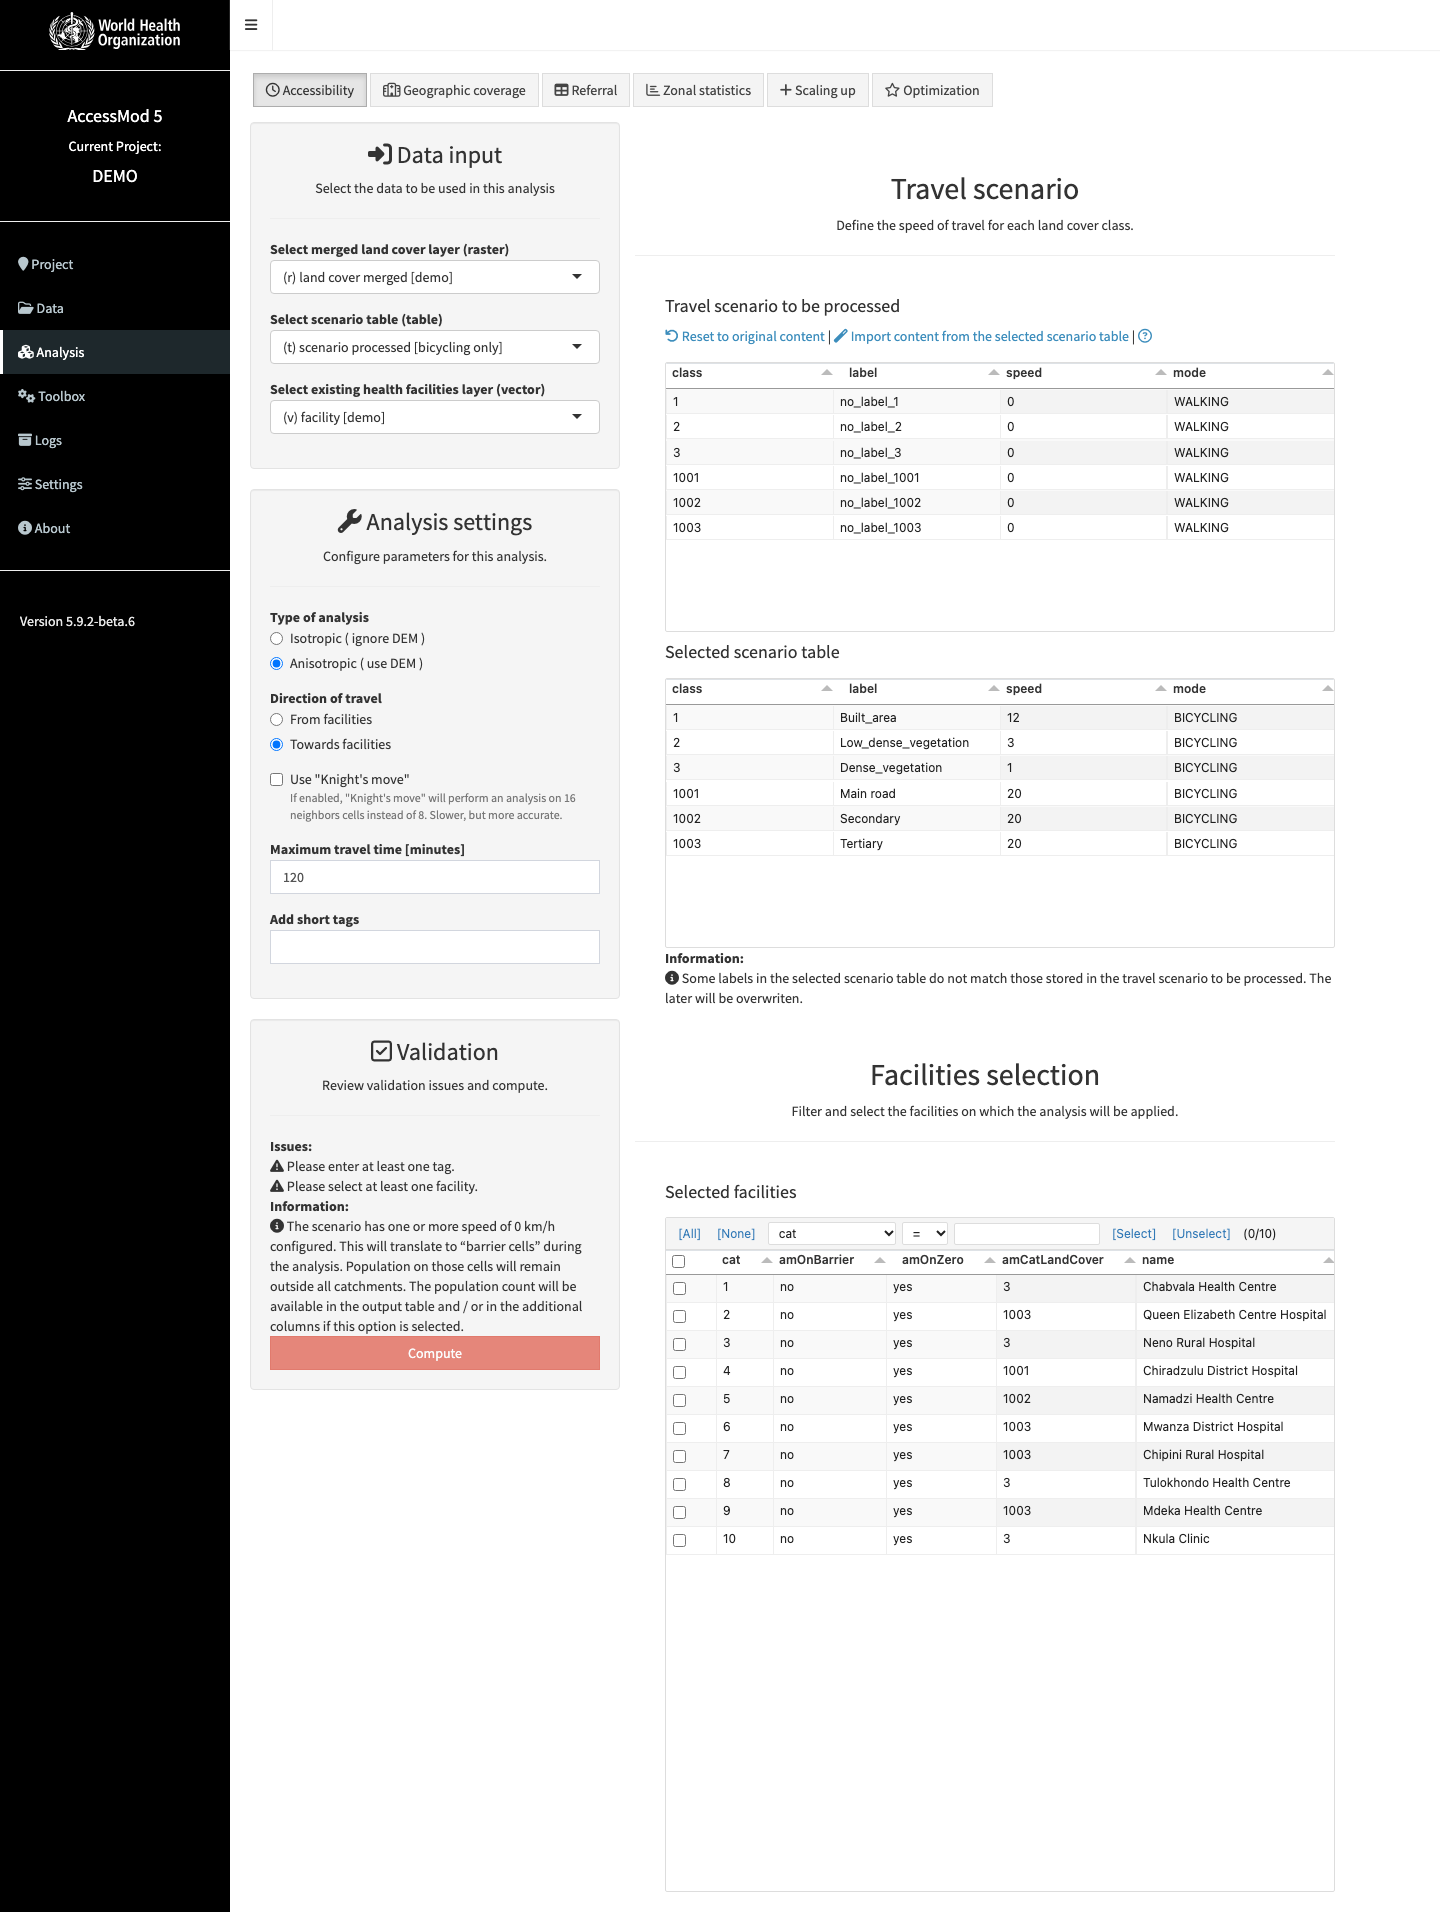 World Health
Organization
AccessMod 5
Current Project:
DEMO
Project
Data
Analysis
Toolbox
Logs
Settings
About
Version 5.9.2-beta.6
Accessibility
Geographic coverage
Referral
Zonal statistics
Scaling up
Optimization
Data input
Select the data to be used in this analysis
Select merged land cover layer (raster)
(r) land cover merged [demo]
Select scenario table (table)
(t) scenario processed [bicycling only]
Select existing health facilities layer (vector)
(v) facility [demo]
Analysis settings
Configure parameters for this analysis.
Type of analysis
Isotropic ( ignore DEM )
Anisotropic ( use DEM )
Direction of travel
From facilities
Towards facilities
Use "Knight's move"
If enabled, "Knight's move" will perform an analysis on 16
neighbors cells instead of 8. Slower, but more accurate.
Maximum travel time [minutes]
120
Add short tags
Validation
Review validation issues and compute.
Issues:
Please enter at least one tag.
Please select at least one facility.
Information:
The scenario has one or more speed of 0 km/h
configured. This will translate to “barrier cells” during
the analysis. Population on those cells will remain
outside all catchments. The population count will be
available in the output table and / or in the additional
columns if this option is selected.
Compute
Travel scenario
Define the speed of travel for each land cover class.
Travel scenario to be processed
Reset to original content | Import content from the selected scenario table |
class label speed mode
1 no_label_1 0 WALKING
2 no_label_2 0 WALKING
3 no_label_3 0 WALKING
1001 no_label_1001 0 WALKING
1002 no_label_1002 0 WALKING
1003 no_label_1003 0 WALKING
Selected scenario table
class label speed mode
1 Built_area 12 BICYCLING
2 Low_dense_vegetation 3 BICYCLING
3 Dense_vegetation 1 BICYCLING
1001 Main road 20 BICYCLING
1002 Secondary 20 BICYCLING
1003 Tertiary 20 BICYCLING
Information:
Some labels in the selected scenario table do not match those stored in the travel scenario to be processed. The
later will be overwriten.
Facilities selection
Filter and select the facilities on which the analysis will be applied.
Selected facilities
[All] [None] cat = [Select] [Unselect] (0/10)
cat amOnBarrier amOnZero amCatLandCover name
1 no yes 3 Chabvala Health Centre
2 no yes 1003 Queen Elizabeth Centre Hospital
3 no yes 3 Neno Rural Hospital
4 no yes 1001 Chiradzulu District Hospital
5 no yes 1002 Namadzi Health Centre
6 no yes 1003 Mwanza District Hospital
7 no yes 1003 Chipini Rural Hospital
8 no yes 3 Tulokhondo Health Centre
9 no yes 1003 Mdeka Health Centre
10 no yes 3 Nkula Clinic